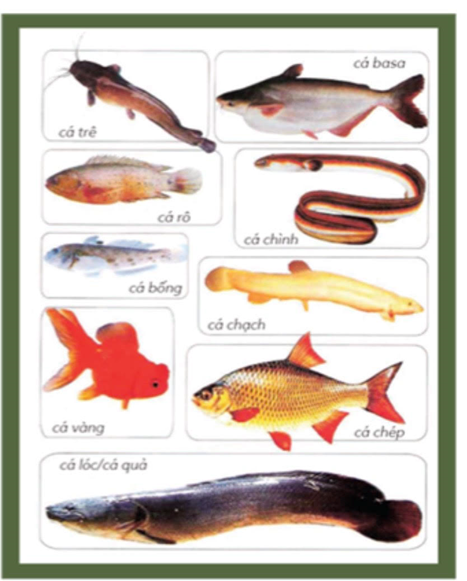 cá basa
cá trê
cá rô
cá chình
cá bống
cá chạch
cá vàng
cá chép
cá lóc/cá quả